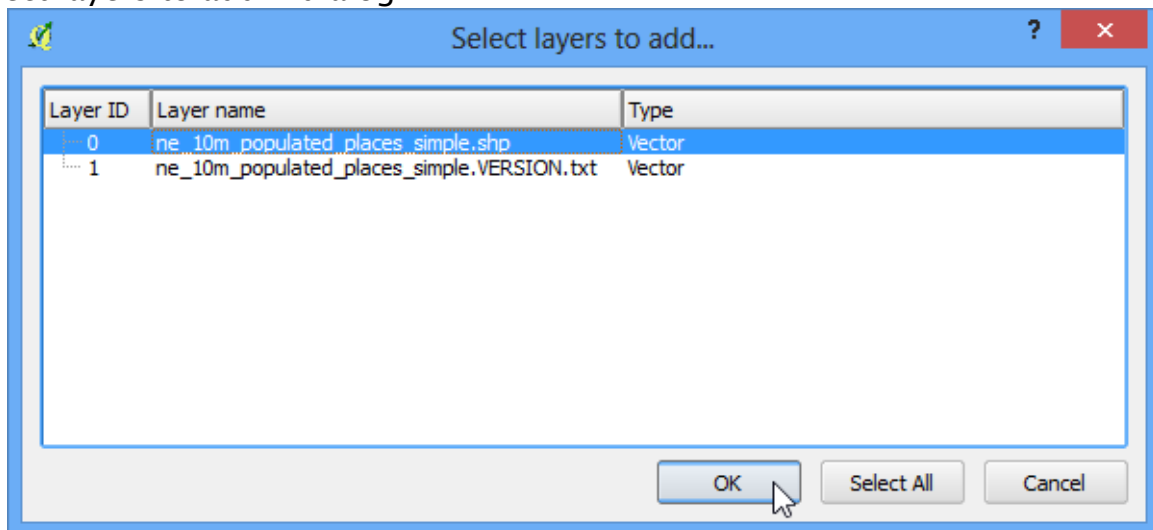 Select layers to add...
?
×
Layer ID Layer name Type
0 ne_10m_populated_places_simple.shp Vector
1 ne_10m_populated_places_simple.VERSION.txt Vector
OK Select All Cancel